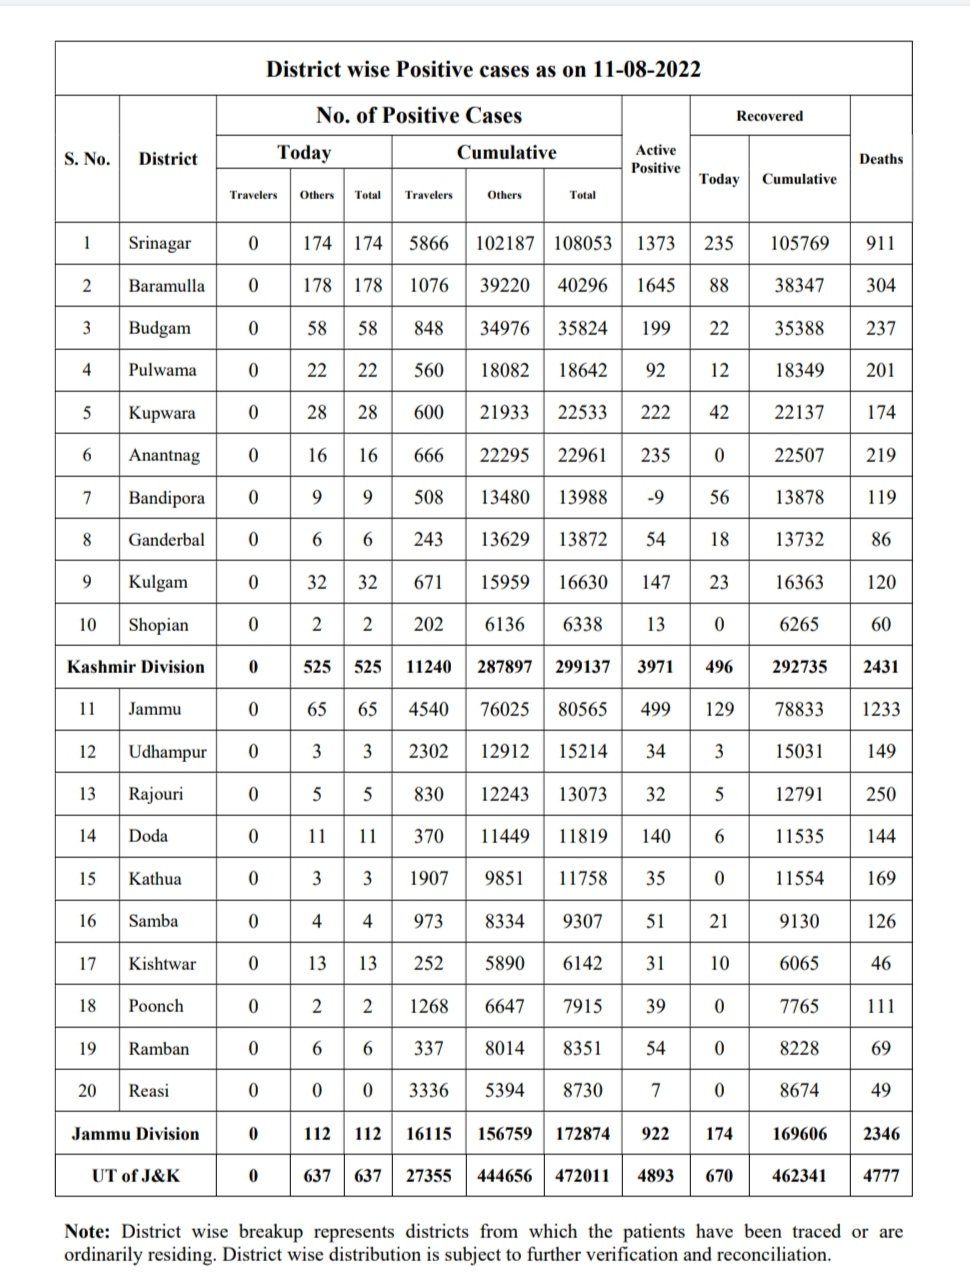 District wise Positive cases as on 11-08-2022
S. No. District No. of Positive Cases Active Positive Recovered Deaths
Today Cumulative Today Cumulative
Travelers Others Total Travelers Others Total
1 Srinagar 0 174 174 5866 102187 108053 1373 235 105769 911
2 Baramulla 0 178 178 1076 39220 40296 1645 88 38347 304
3 Budgam 0 58 58 848 34976 35824 199 22 35388 237
4 Pulwama 0 22 22 560 18082 18642 92 12 18349 201
5 Kupwara 0 28 28 600 21933 22533 222 42 22137 174
6 Anantnag 0 16 16 666 22295 22961 235 0 22507 219
7 Bandipora 0 9 9 508 13480 13988 -9 56 13878 119
8 Ganderbal 0 6 6 243 13629 13872 54 18 13732 86
9 Kulgam 0 32 32 671 15959 16630 147 23 16363 120
10 Shopian 0 2 2 202 6136 6338 13 0 6265 60
Kashmir Division 0 525 525 11240 287897 299137 3971 496 292735 2431
11 Jammu 0 65 65 4540 76025 80565 499 129 78833 1233
12 Udhampur 0 3 3 2302 12912 15214 34 3 15031 149
13 Rajouri 0 5 5 830 12243 13073 32 5 12791 250
14 Doda 0 11 11 370 11449 11819 140 6 11535 144
15 Kathua 0 3 3 1907 9851 11758 35 0 11554 169
16 Samba 0 4 4 973 8334 9307 51 21 9130 126
17 Kishtwar 0 13 13 252 5890 6142 31 10 6065 46
18 Poonch 0 2 2 1268 6647 7915 39 0 7765 111
19 Ramban 0 6 6 337 8014 8351 54 0 8228 69
20 Reasi 0 0 0 3336 5394 8730 7 0 8674 49
Jammu Division 0 112 112 16115 156759 172874 922 174 169606 2346
UT of J&K 0 637 637 27355 444656 472011 4893 670 462341 4777
Note: District wise breakup represents districts from which the patients have been traced or are
ordinarily residing. District wise distribution is subject to further verification and reconciliation.